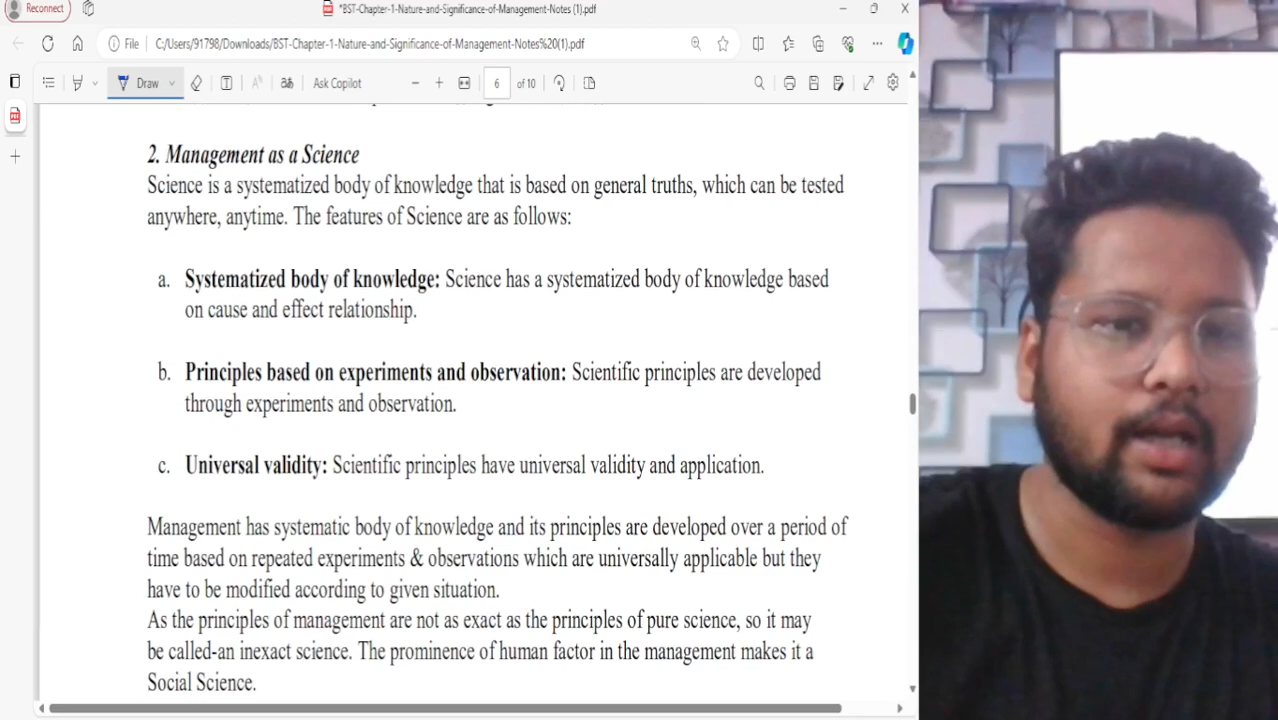 Reconnect
*BST-Chapter-1-Nature-and-Significance-of-Management-Notes (1).pdf
File C:/Users/91798/Downloads/BST-Chapter-1-Nature-and-Significance-of-Management-Notes%20(1).pdf
Draw Ask Copilot 6 of 10
2. Management as a Science
Science is a systematized body of knowledge that is based on general truths, which can be tested
anywhere, anytime. The features of Science are as follows:
a. Systematized body of knowledge: Science has a systematized body of knowledge based
on cause and effect relationship.
b. Principles based on experiments and observation: Scientific principles are developed
through experiments and observation.
c. Universal validity: Scientific principles have universal validity and application.
Management has systematic body of knowledge and its principles are developed over a period of
time based on repeated experiments & observations which are universally applicable but they
have to be modified according to given situation.
As the principles of management are not as exact as the principles of pure science, so it may
be called-an inexact science. The prominence of human factor in the management makes it a
Social Science.